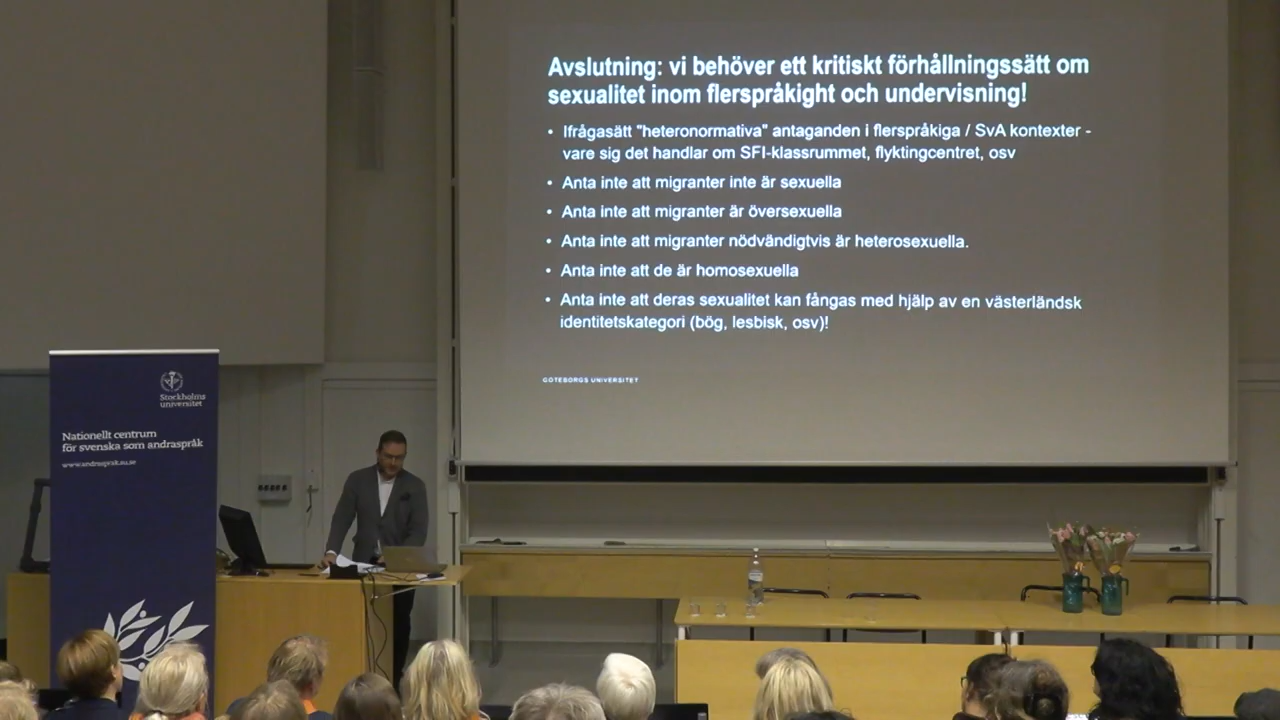 Avslutning: vi behöver ett kritiskt förhållningssätt om
sexualitet inom flerspråkight och undervisning!
• Ifrågasätt "heteronormativa" antaganden i flerspråkiga / SvA kontexter -
vare sig det handlar om SFI-klassrummet, flyktingcentret, osv
• Anta inte att migranter inte är sexuella
• Anta inte att migranter är översexuella
• Anta inte att migranter nödvändigtvis är heterosexuella.
• Anta inte att de är homosexuella
• Anta inte att deras sexualitet kan fångas med hjälp av en västerländsk
identitetskategori (bög, lesbisk, osv)!
GÖTEBORGS UNIVERSITET
Stockholms
universitet
Nationellt centrum
för svenska som andraspråk
www.andrasprak.su.se